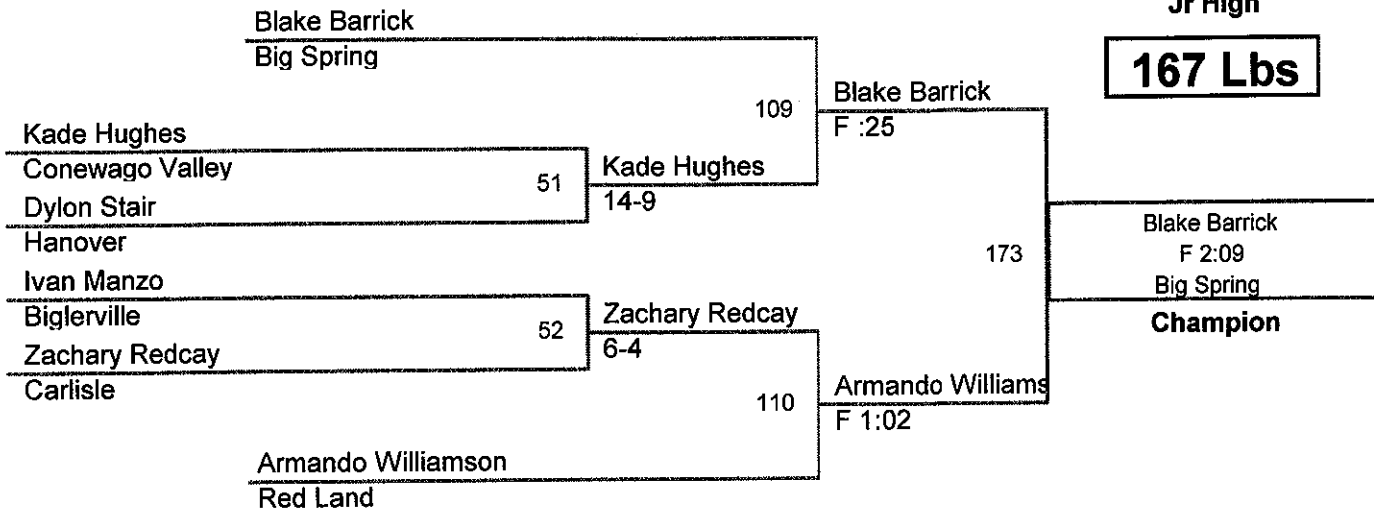 Jr High
167 Lbs
Blake Barrick
Big Spring
109
Blake Barrick
F :25
Kade Hughes
Conewago Valley
51
Kade Hughes
14-9
Dylon Stair
Hanover
173
Blake Barrick
F 2:09
Big Spring
Champion
Ivan Manzo
Biglerville
52
Zachary Redcay
6-4
Zachary Redcay
Carlisle
110
Armando Williams
F 1:02
Armando Williamson
Red Land